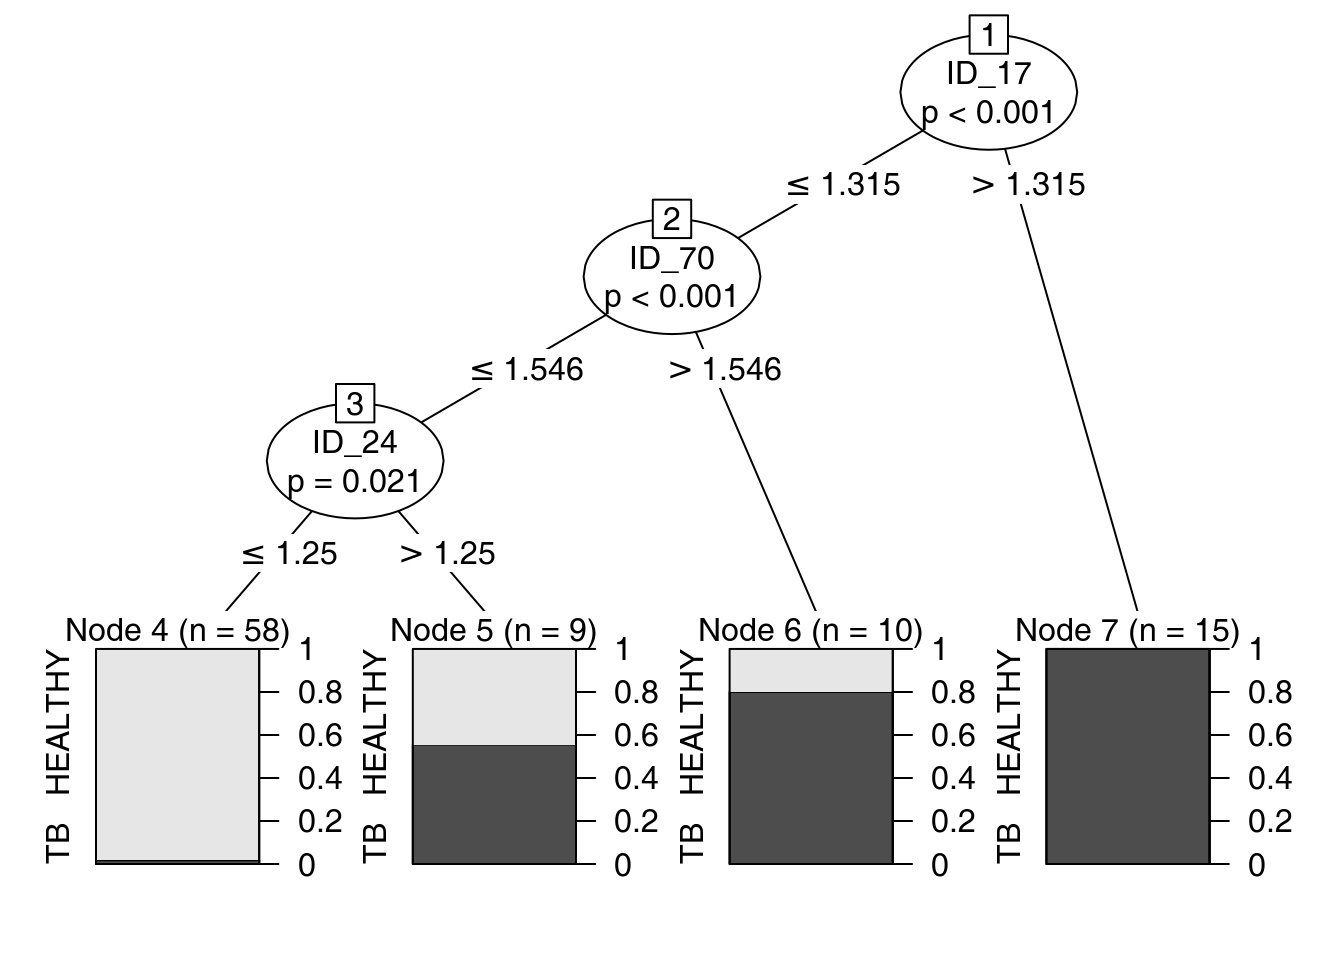 1
ID_17
p < 0.001
≤ 1.315
> 1.315
2
ID_70
p < 0.001
≤ 1.546
> 1.546
3
ID_24
p = 0.021
≤ 1.25
> 1.25
Node 4 (n = 58)
TB
HEALTHY
1
0.8
0.6
0.4
0.2
0
Node 5 (n = 9)
TB
HEALTHY
1
0.8
0.6
0.4
0.2
0
Node 6 (n = 10)
TB
HEALTHY
1
0.8
0.6
0.4
0.2
0
Node 7 (n = 15)
TB
HEALTHY
1
0.8
0.6
0.4
0.2
0